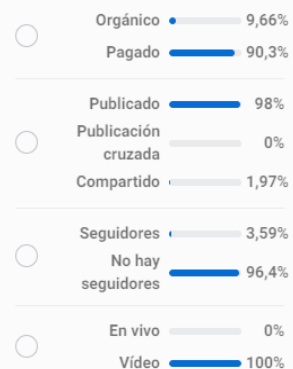 Orgánico 9,66%
Pagado 90,3%
Publicado 98%
Publicación
cruzada 0%
Compartido 1,97%
Seguidores 3,59%
No hay
seguidores 96,4%
En vivo 0%
Vídeo 100%